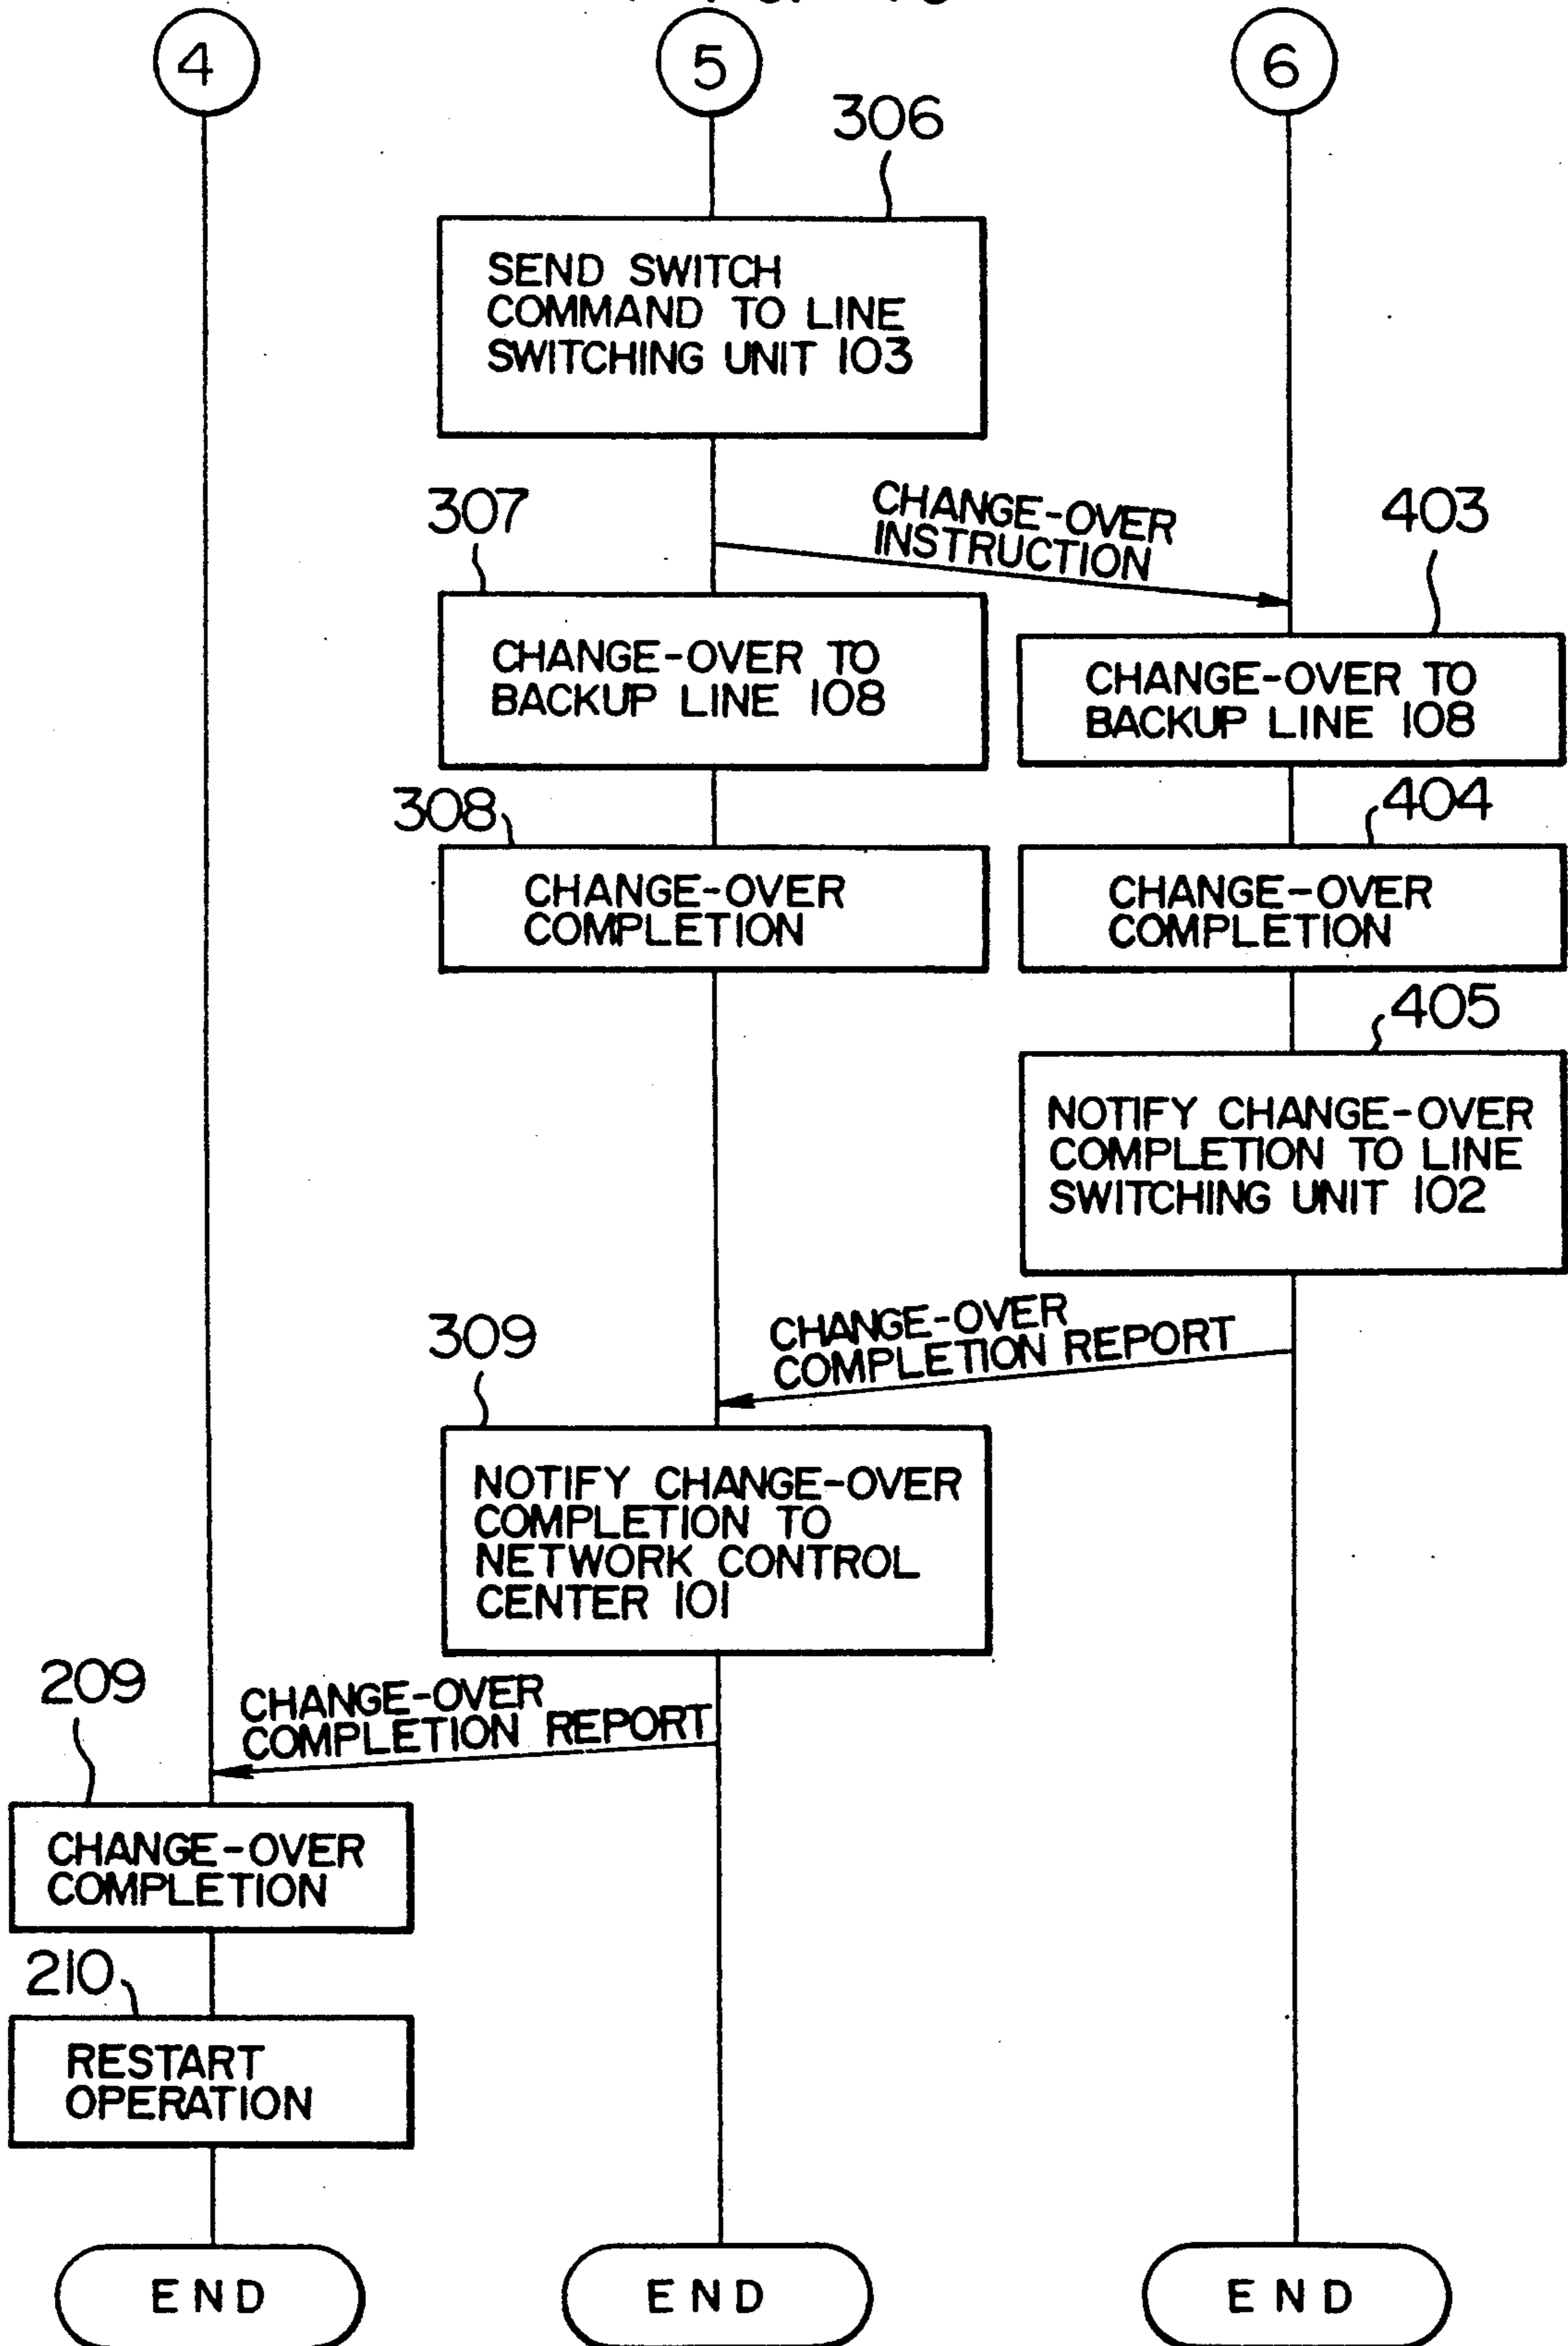 4
5
6
306
SEND SWITCH
COMMAND TO LINE
SWITCHING UNIT 103
307
CHANGE-OVER
INSTRUCTION
403
CHANGE-OVER TO
BACKUP LINE 108
CHANGE-OVER TO
BACKUP LINE 108
308
404
CHANGE-OVER
COMPLETION
CHANGE-OVER
COMPLETION
405
NOTIFY CHANGE-OVER
COMPLETION TO LINE
SWITCHING UNIT 102
309
CHANGE-OVER
COMPLETION REPORT
NOTIFY CHANGE-OVER
COMPLETION TO
NETWORK CONTROL
CENTER 101
209
CHANGE-OVER
COMPLETION REPORT
CHANGE-OVER
COMPLETION
210
RESTART
OPERATION
END
END
END